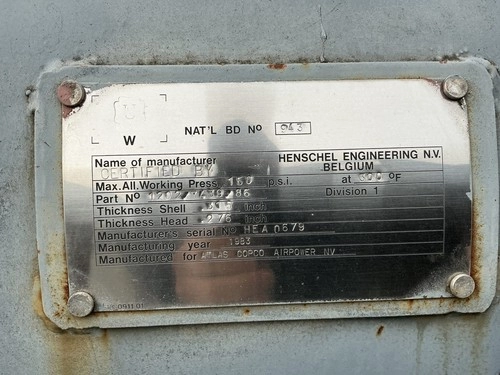 {U}
W
NAT'L BD Nº 943
Name of manufacturer HENSCHEL ENGINEERING N.V.
CERTIFIED BY BELGIUM
Max.All.Working Press 150 p.s.i. at OF
Part Nº Division 1
Thickness Shell inch
Thickness Head inch
Manufacturer's serial Nº HEA 0679
Manufacturing year 1983
Manufactured for ATLAS COPCO AIRPOWER NV